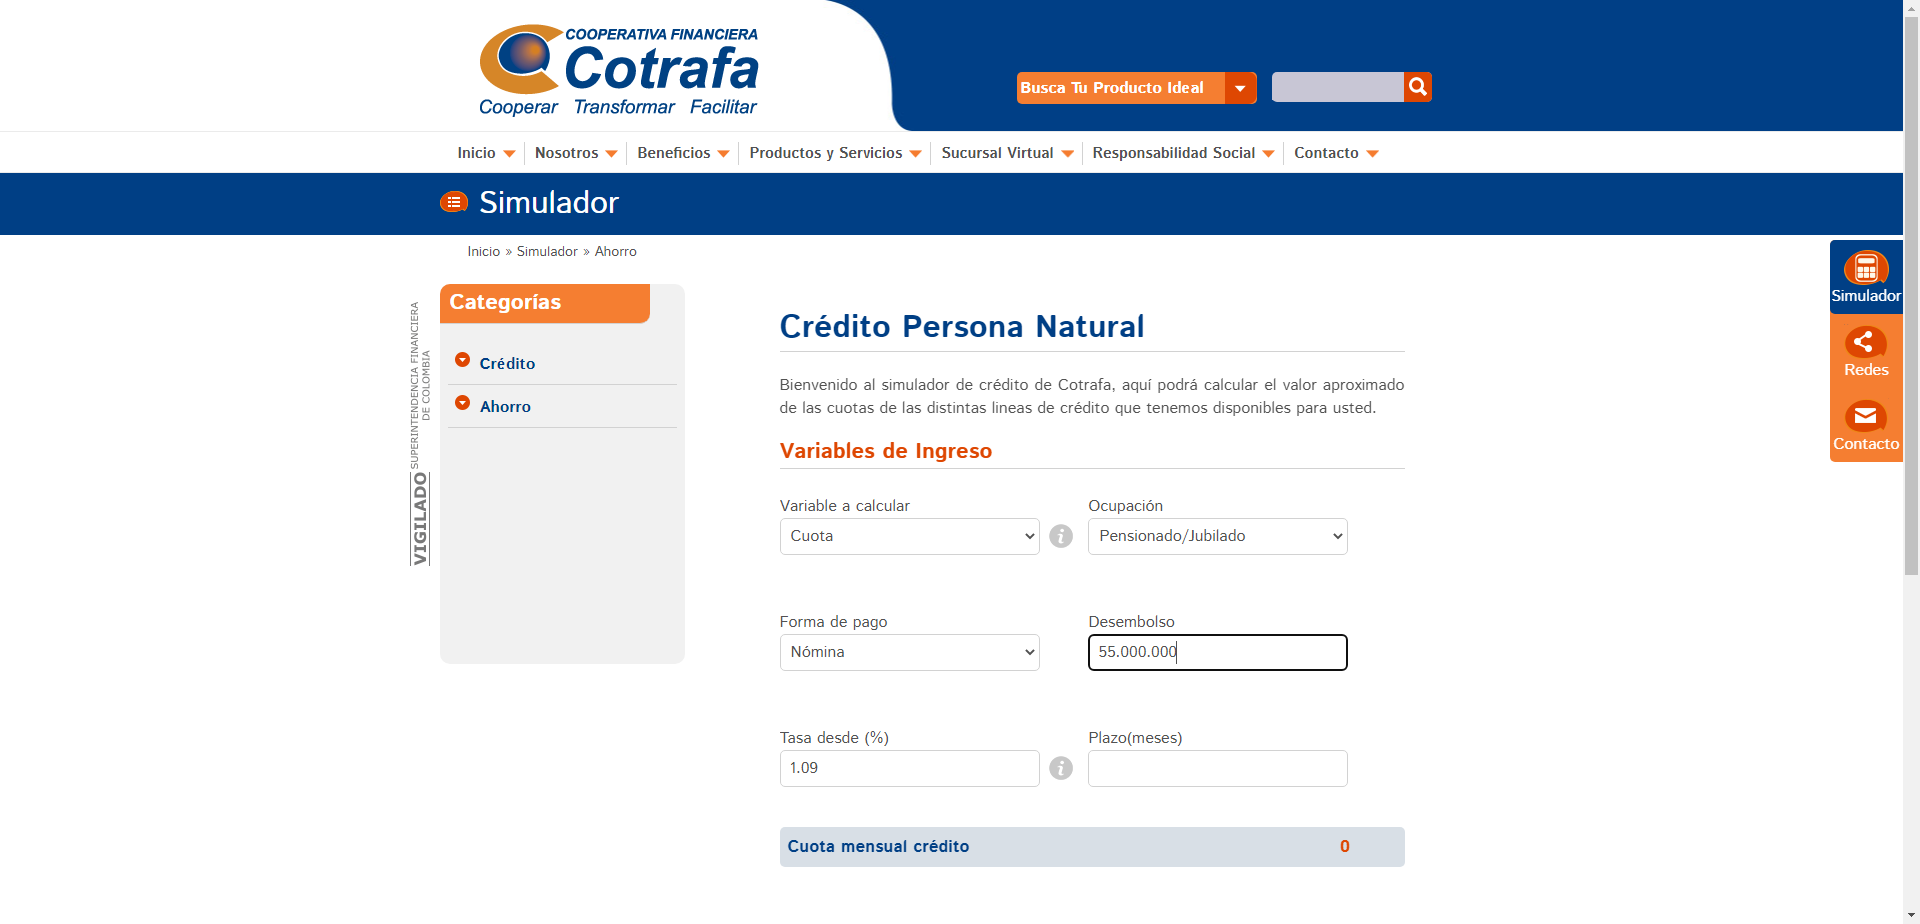 COOPERATIVA FINANCIERA
Cotrafa
Cooperar Transformar Facilitar
Busca Tu Producto Ideal
Inicio
Nosotros
Beneficios
Productos y Servicios
Sucursal Virtual
Responsabilidad Social
Contacto
Simulador
Inicio » Simulador » Ahorro
VIGILADO
SUPERINTENDENCIA FINANCIERA
DE COLOMBIA
Categorías
Crédito
Ahorro
Crédito Persona Natural
Bienvenido al simulador de crédito de Cotrafa, aquí podrá calcular el valor aproximado
de las cuotas de las distintas lineas de crédito que tenemos disponibles para usted.
Variables de Ingreso
Variable a calcular
Cuota
Ocupación
Pensionado/Jubilado
Forma de pago
Nómina
Desembolso
55.000.000
Tasa desde (%)
1.09
Plazo(meses)
Cuota mensual crédito 0
Simulador
Redes
Contacto